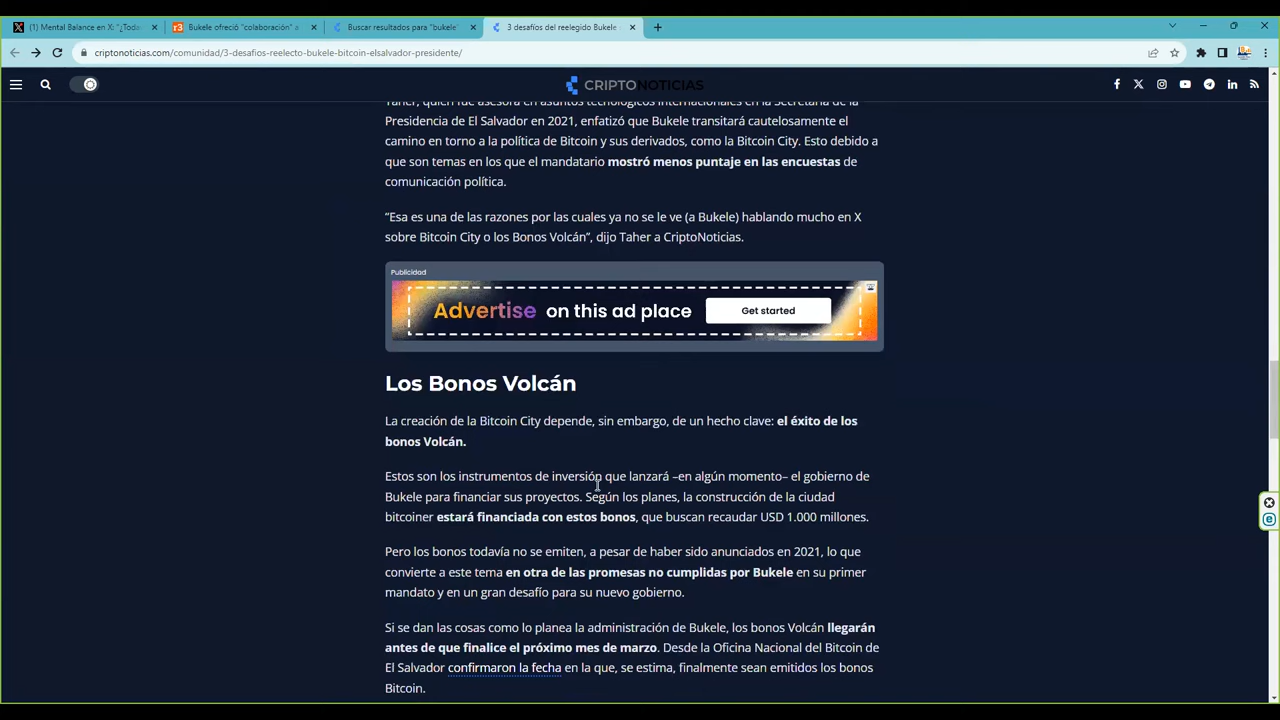 (1) Mental Balance en X: "¿Toda
Bukele ofreció "colaboración" a
Buscar resultados para "bukele"
3 desafíos del reelegido Bukele
criptonoticias.com/comunidad/3-desafios-reelecto-bukele-bitcoin-elsalvador-presidente/
CRIPTONOTICIAS
Taher, quien fue asesora en asuntos tecnológicos internacionales en la Secretaría de la
Presidencia de El Salvador en 2021, enfatizó que Bukele transitará cautelosamente el
camino en torno a la política de Bitcoin y sus derivados, como la Bitcoin City. Esto debido a
que son temas en los que el mandatario mostró menos puntaje en las encuestas de
comunicación política.
"Esa es una de las razones por las cuales ya no se le ve (a Bukele) hablando mucho en X
sobre Bitcoin City o los Bonos Volcán", dijo Taher a CriptoNoticias.
Publicidad
Advertise on this ad place Get started
Los Bonos Volcán
La creación de la Bitcoin City depende, sin embargo, de un hecho clave: el éxito de los
bonos Volcán.
Estos son los instrumentos de inversión que lanzará –en algún momento– el gobierno de
Bukele para financiar sus proyectos. Según los planes, la construcción de la ciudad
bitcoiner estará financiada con estos bonos, que buscan recaudar USD 1.000 millones.
Pero los bonos todavía no se emiten, a pesar de haber sido anunciados en 2021, lo que
convierte a este tema en otra de las promesas no cumplidas por Bukele en su primer
mandato y en un gran desafío para su nuevo gobierno.
Si se dan las cosas como lo planea la administración de Bukele, los bonos Volcán llegarán
antes de que finalice el próximo mes de marzo. Desde la Oficina Nacional del Bitcoin de
El Salvador confirmaron la fecha en la que, se estima, finalmente sean emitidos los bonos
Bitcoin.